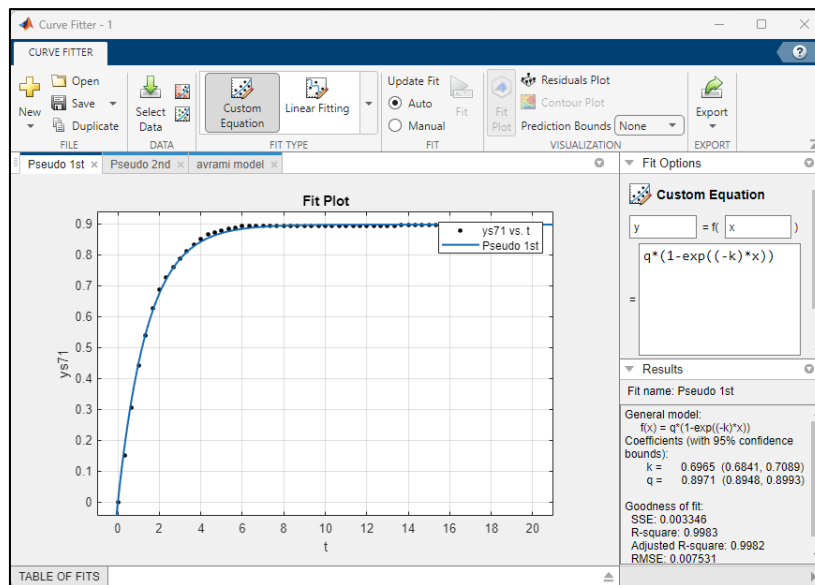 Curve Fitter - 1
CURVE FITTER
New
Open
Save
Duplicate
FILE
Select
Data
DATA
Custom
Equation
Linear Fitting
FIT TYPE
Update Fit
Auto
Manual
Fit
FIT
Fit
Plot
Residuals Plot
Contour Plot
Prediction Bounds None
VISUALIZATION
Export
EXPORT
Pseudo 1st
Pseudo 2nd
avrami model
Fit Plot
ys71 vs. t
Pseudo 1st
0.9
0.8
0.7
0.6
0.5
0.4
0.3
0.2
0.1
0
ys71
0 2 4 6 8 10 12 14 16 18 20
t
Fit Options
Custom Equation
y = f( x )
= q*(1-exp((-k)*x))
Results
Fit name: Pseudo 1st
General model:
f(x) = q*(1-exp((-k)*x))
Coefficients (with 95% confidence
bounds):
k = 0.6965 (0.6841, 0.7089)
q = 0.8971 (0.8948, 0.8993)
Goodness of fit:
SSE: 0.003346
R-square: 0.9983
Adjusted R-square: 0.9982
RMSE: 0.007531
TABLE OF FITS